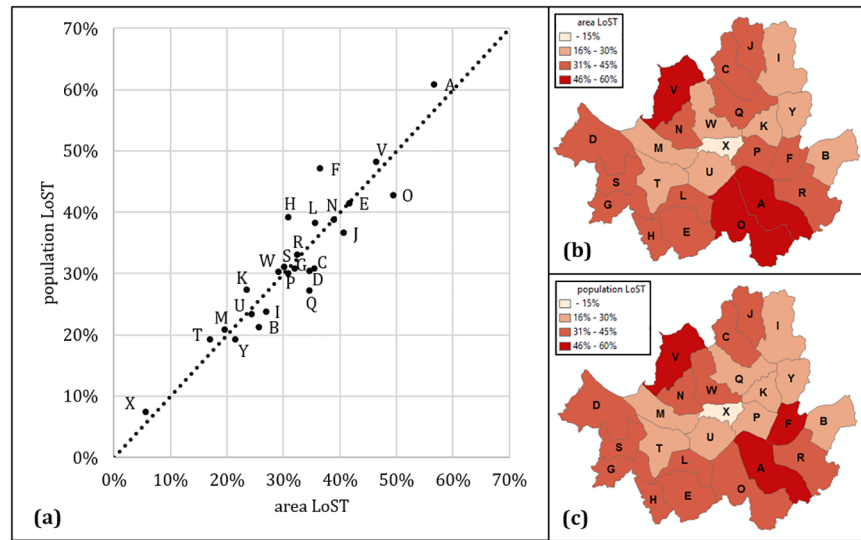 70%
60%
50%
40%
30%
20%
10%
0%
population LoST
A
V
F
O
E
H
L
N
J
R
S
W
G
C
P
D
K
Q
U
I
M
B
T
Y
X
0% 10% 20% 30% 40% 50% 60% 70%
area LoST
(a)
area LoST
- 15%
16% - 30%
31% - 45%
46% - 60%
J
I
C
V
Q
Y
W
K
N
D
M
X
P
F
B
U
S
T
L
R
A
G
O
H
E
(b)
population LoST
- 15%
16% - 30%
31% - 45%
46% - 60%
J
I
C
V
Q
Y
W
K
N
D
M
X
P
F
B
U
S
T
L
R
A
G
O
H
E
(c)